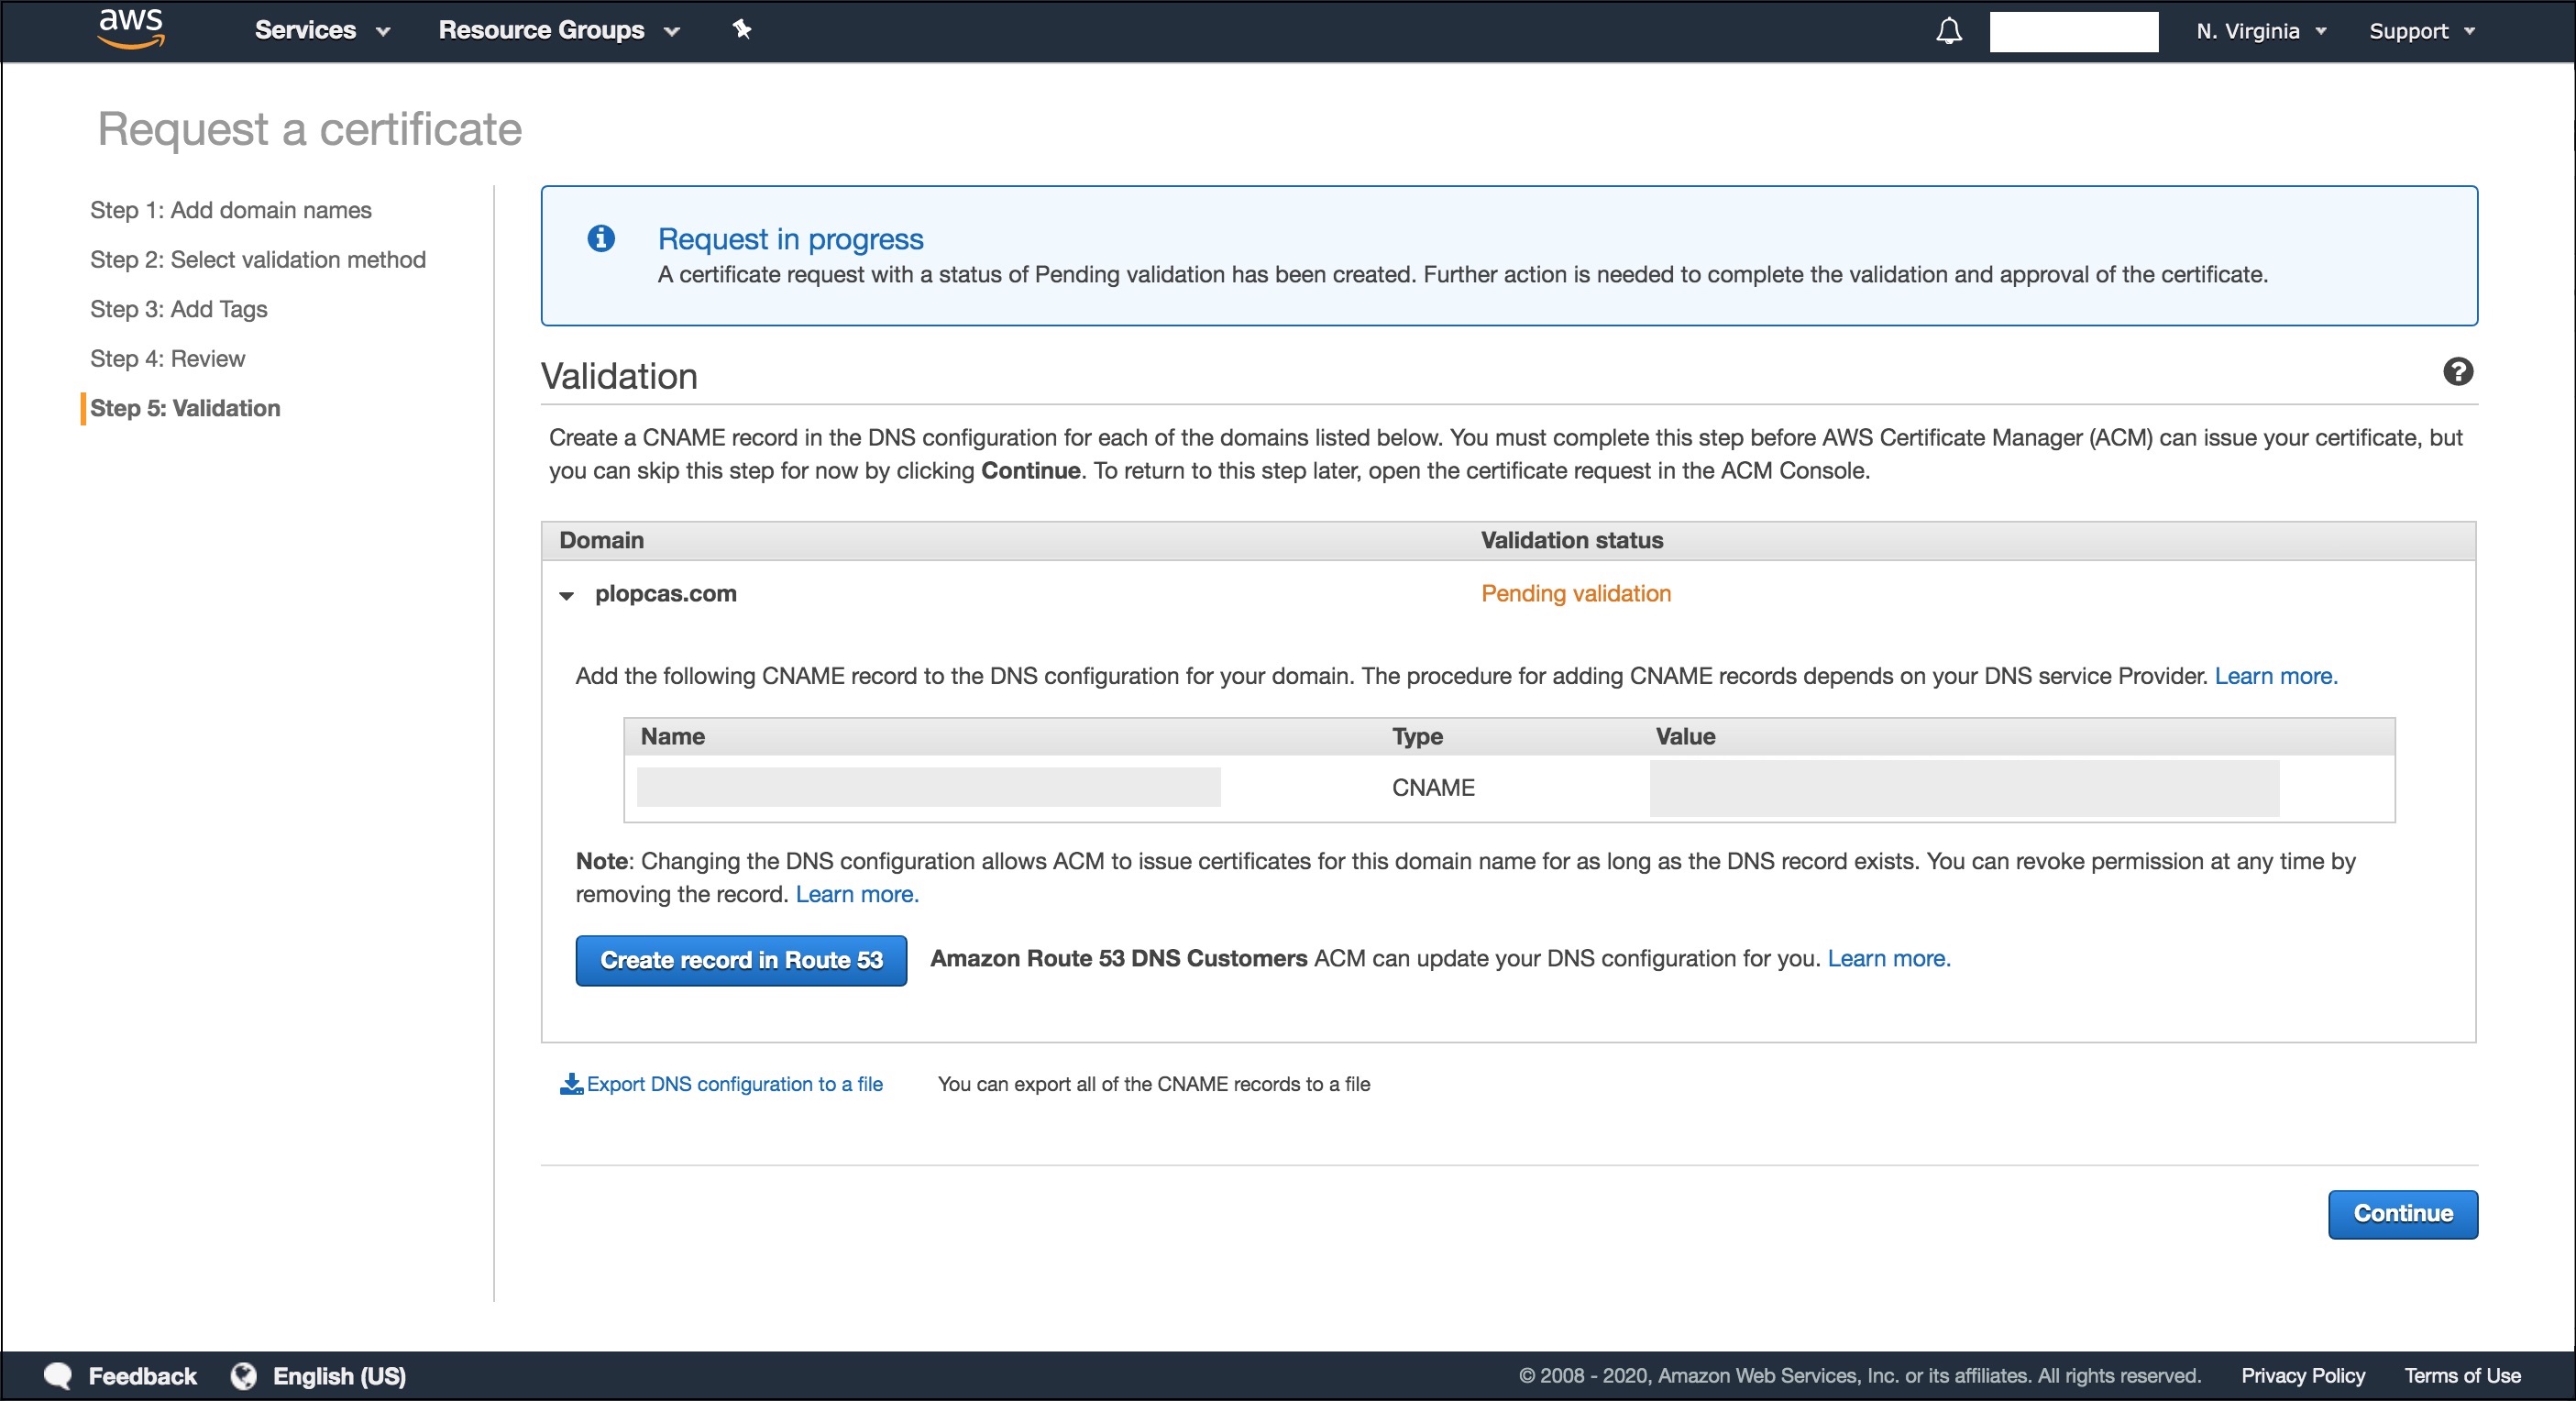 aws
Services
Resource Groups
N. Virginia
Support
Request a certificate
Step 1: Add domain names
Step 2: Select validation method
Step 3: Add Tags
Step 4: Review
Step 5: Validation
Request in progress
A certificate request with a status of Pending validation has been created. Further action is needed to complete the validation and approval of the certificate.
Validation
Create a CNAME record in the DNS configuration for each of the domains listed below. You must complete this step before AWS Certificate Manager (ACM) can issue your certificate, but
you can skip this step for now by clicking Continue. To return to this step later, open the certificate request in the ACM Console.
Domain Validation status
plopcas.com Pending validation
Add the following CNAME record to the DNS configuration for your domain. The procedure for adding CNAME records depends on your DNS service Provider. Learn more.
Name Type Value
CNAME
Note: Changing the DNS configuration allows ACM to issue certificates for this domain name for as long as the DNS record exists. You can revoke permission at any time by
removing the record. Learn more.
Create record in Route 53 Amazon Route 53 DNS Customers ACM can update your DNS configuration for you. Learn more.
Export DNS configuration to a file You can export all of the CNAME records to a file
Continue
Feedback English (US) © 2008 - 2020, Amazon Web Services, Inc. or its affiliates. All rights reserved. Privacy Policy Terms of Use